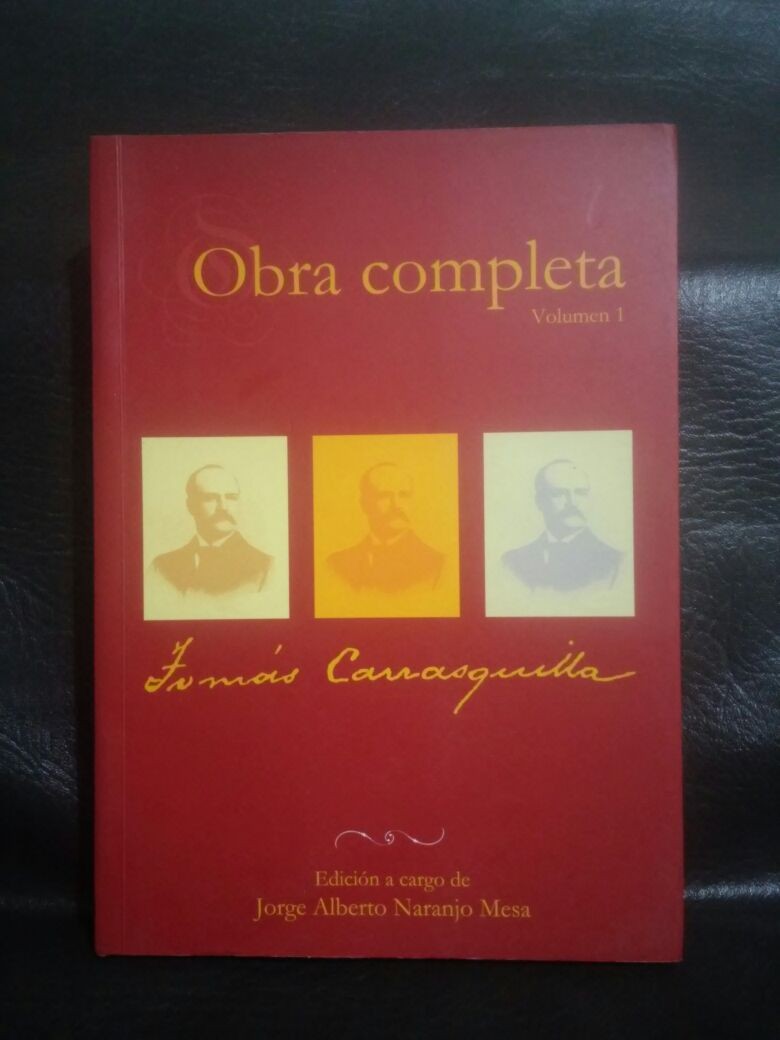 Obra completa
Volumen 1
Tomás Carrasquilla
Edición a cargo de
Jorge Alberto Naranjo Mesa